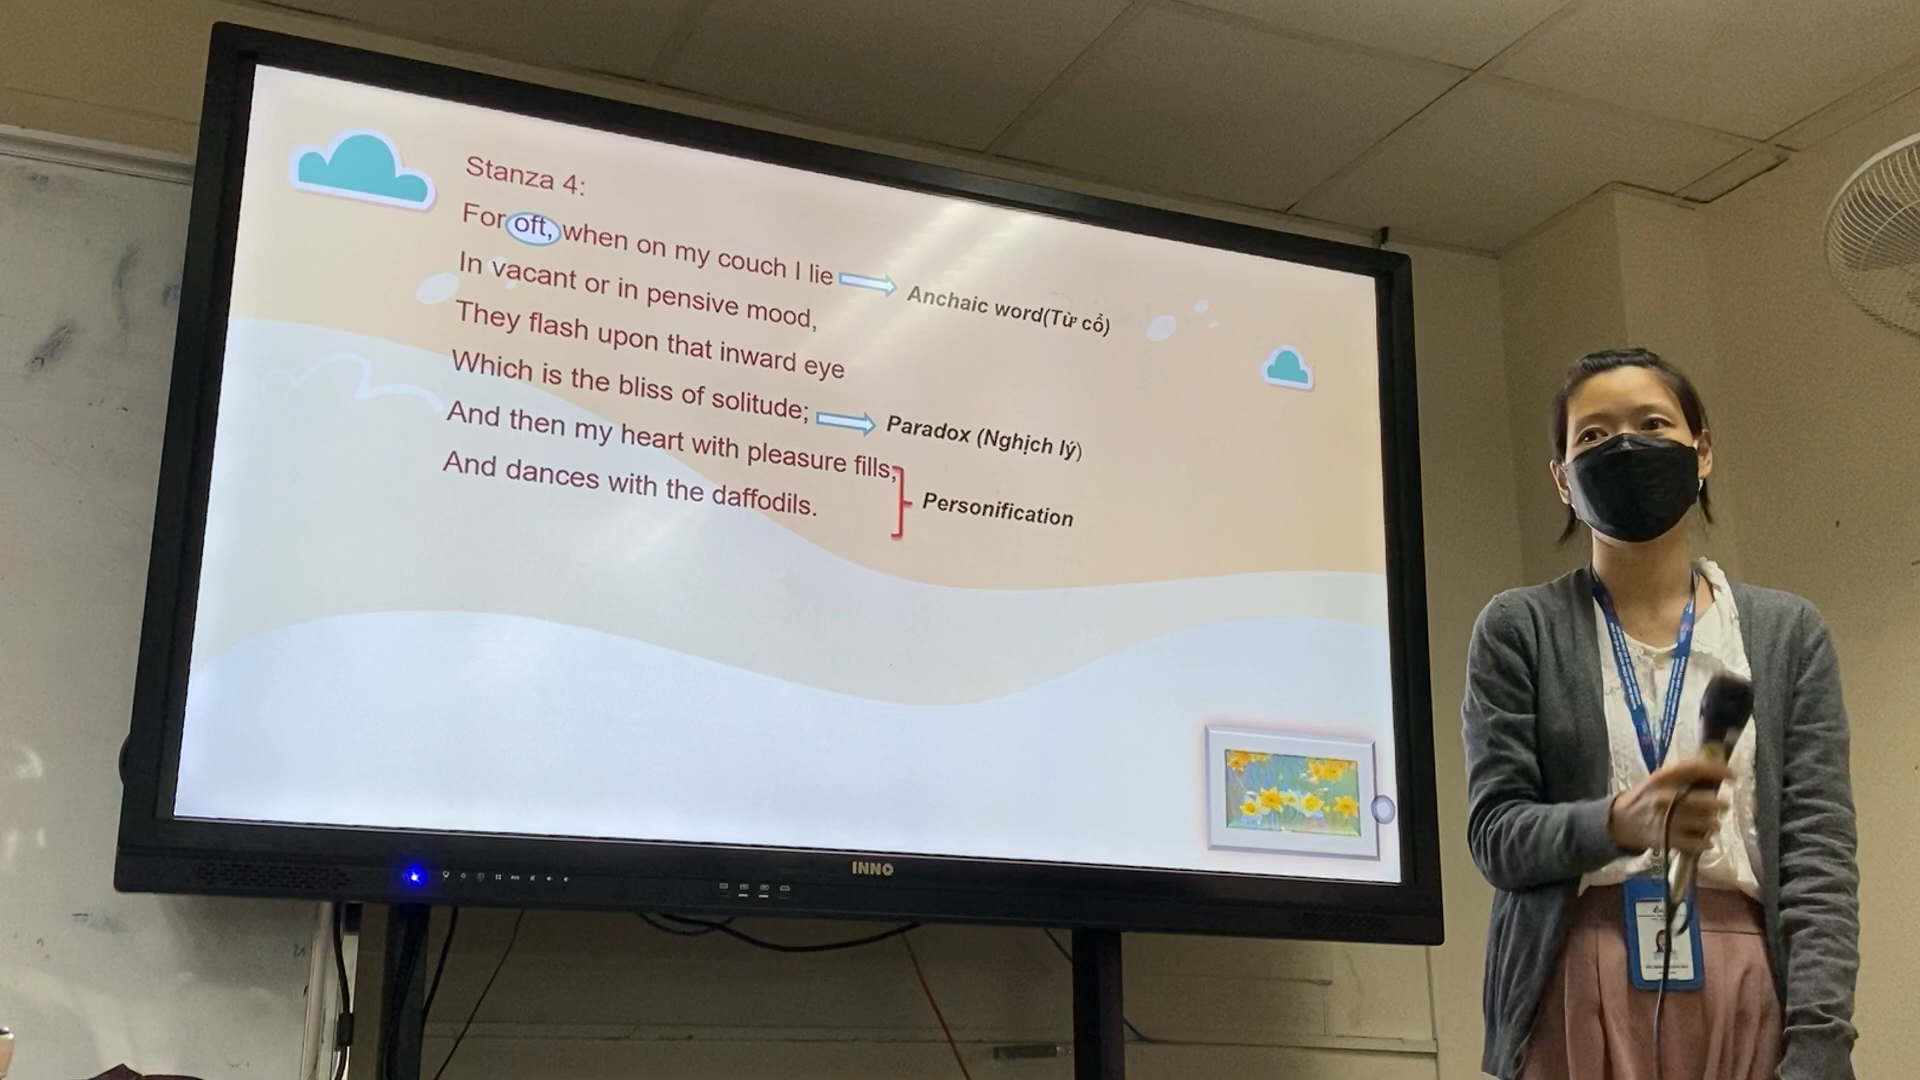 Stanza 4:
For oft, when on my couch I lie
Anchaic word(Từ cồ)
In vacant or in pensive mood,
They flash upon that inward eye
Which is the bliss of solitude;
Paradox (Nghịch lý)
And then my heart with pleasure fills,
And dances with the daffodils.
Personification
INNO